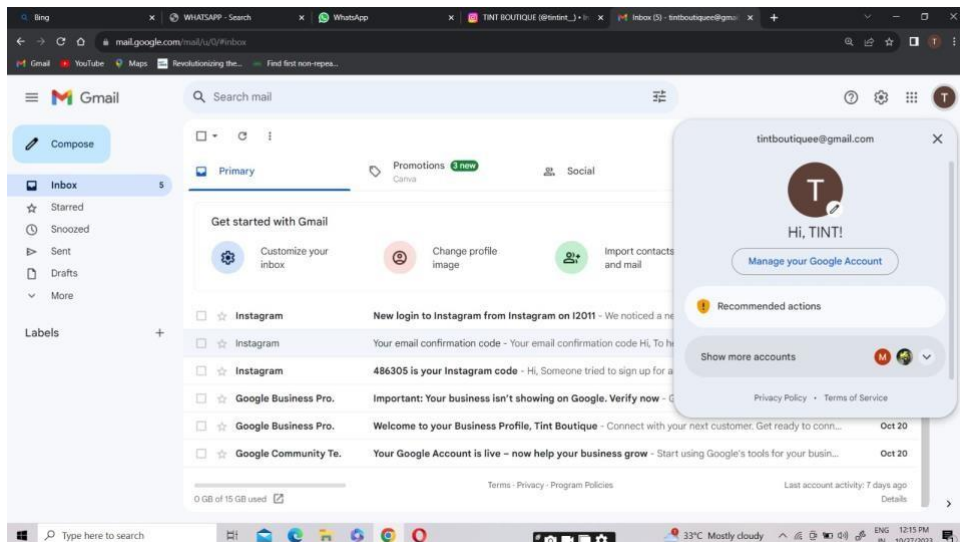 Bing
WHATSAPP - Search
WhatsApp
TINT BOUTIQUE (@tintint_) • In
Inbox (5) - tintboutiquee@gmai
mail.google.com/mail/u/0/#inbox
Gmail YouTube Maps Revolutionizing the... Find first non-repea...
Gmail
Search mail
T
Compose
Inbox 5
Starred
Snoozed
Sent
Drafts
More
Labels
Primary
Promotions 3 new
Canva
Social
Get started with Gmail
Customize your
inbox
Change profile
image
Import contacts
and mail
Instagram New login to Instagram from Instagram on I2011 - We noticed a ne
Instagram Your email confirmation code - Your email confirmation code Hi, To h
Instagram 486305 is your Instagram code - Hi, Someone tried to sign up for a
Google Business Pro. Important: Your business isn't showing on Google. Verify now - G
Google Business Pro. Welcome to your Business Profile, Tint Boutique - Connect with your next customer. Get ready to conn... Oct 20
Google Community Te. Your Google Account is live – now help your business grow - Start using Google's tools for your busin... Oct 20
0 GB of 15 GB used
Terms · Privacy · Program Policies
Last account activity: 7 days ago
Details
tintboutiquee@gmail.com
T
Hi, TINT!
Manage your Google Account
Recommended actions
Show more accounts M
Privacy Policy • Terms of Service
Type here to search
33°C Mostly cloudy
ENG
IN
12:15 PM
10/27/2023